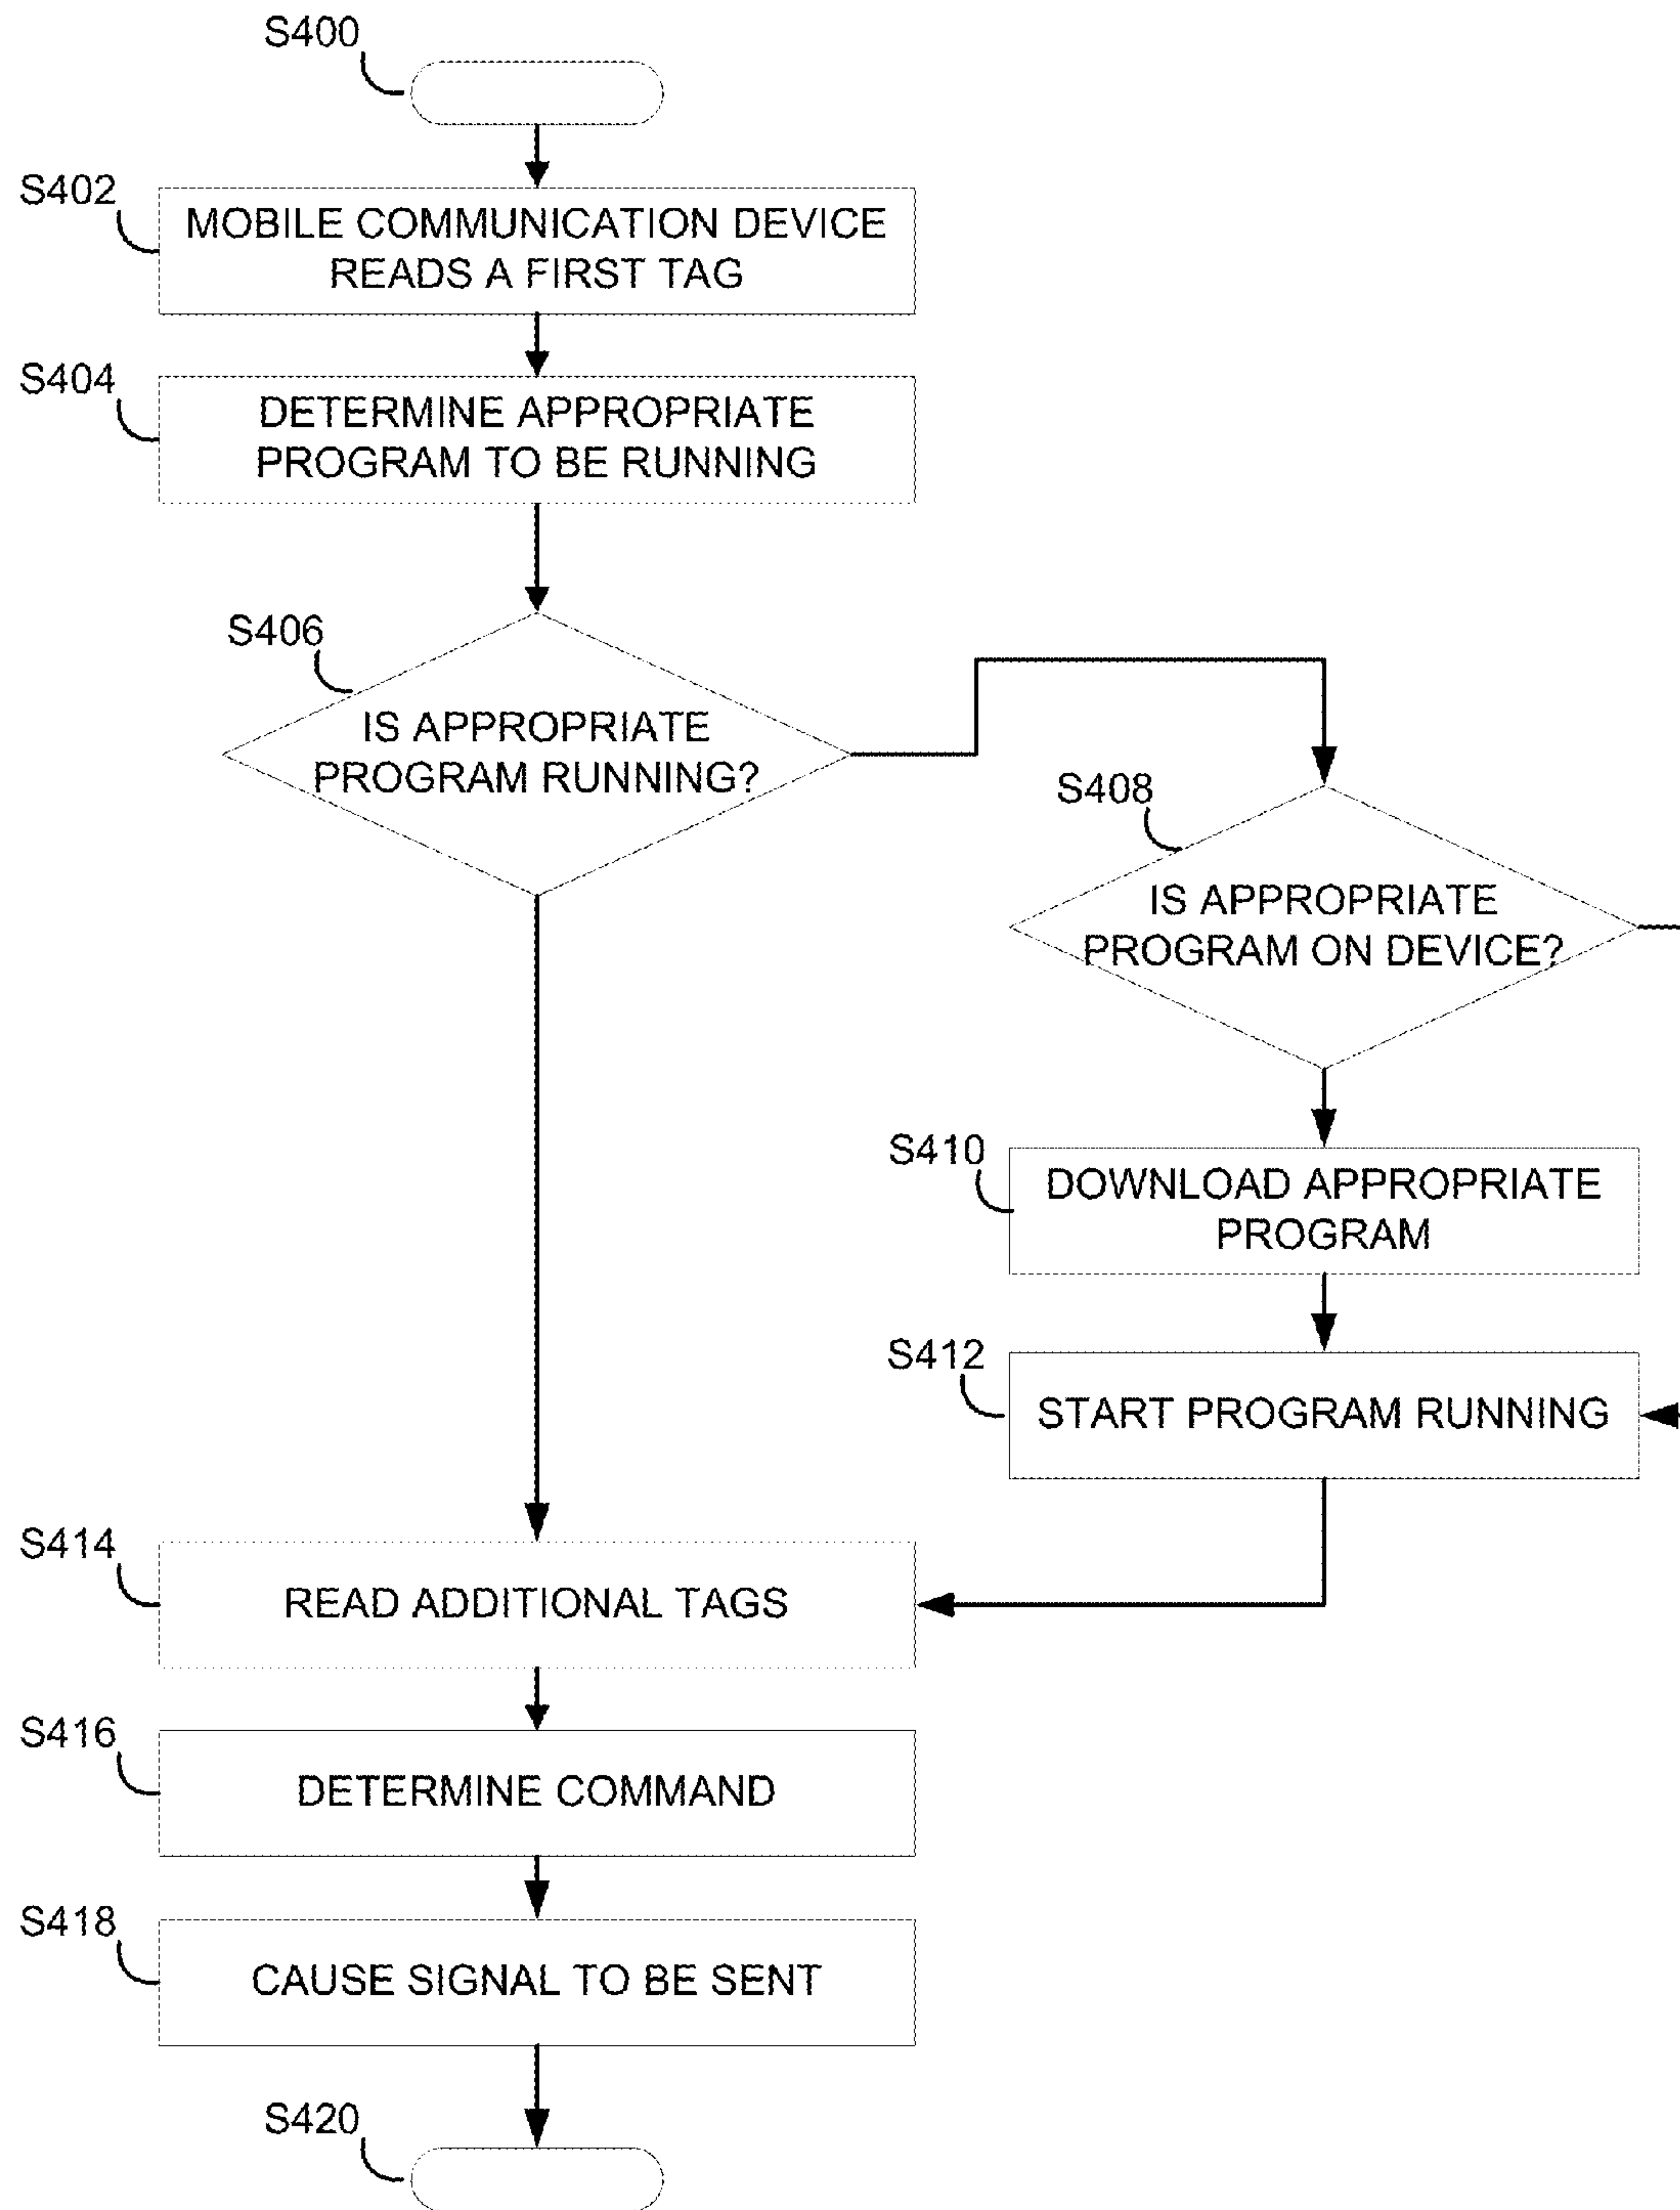 S400
S402
MOBILE COMMUNICATION DEVICE
READS A FIRST TAG
S404
DETERMINE APPROPRIATE
PROGRAM TO BE RUNNING
S406
IS APPROPRIATE
PROGRAM RUNNING?
S408
IS APPROPRIATE
PROGRAM ON DEVICE?
S410
DOWNLOAD APPROPRIATE
PROGRAM
S412
START PROGRAM RUNNING
S414
READ ADDITIONAL TAGS
S416
DETERMINE COMMAND
S418
CAUSE SIGNAL TO BE SENT
S420